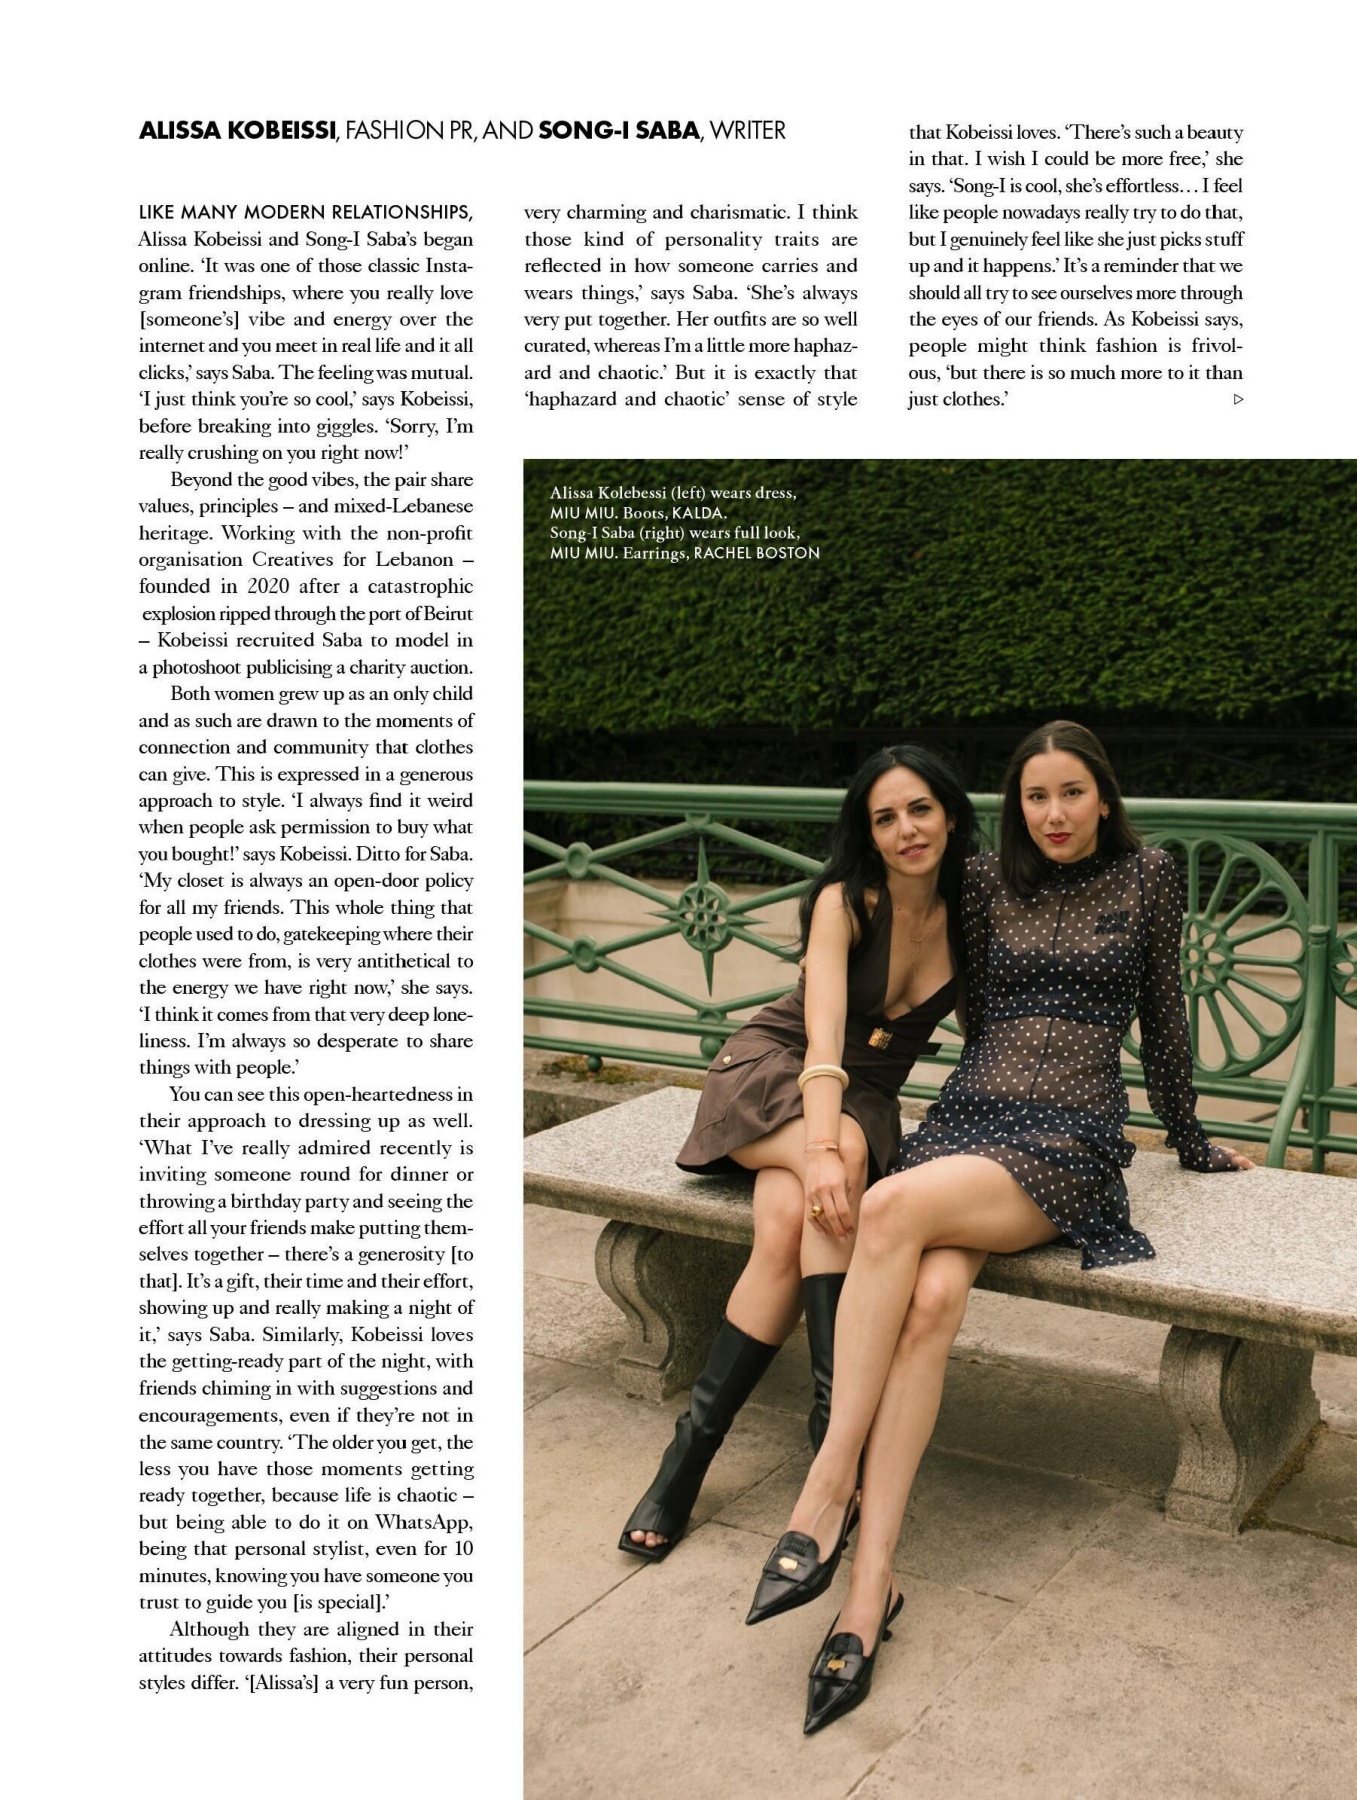 ALISSA KOBEISSI, FASHION PR, AND SONG-I SABA, WRITER
LIKE MANY MODERN RELATIONSHIPS,
Alissa Kobeissi and Song-I Saba’s began
online. ‘It was one of those classic Insta-
gram friendships, where you really love
[someone’s] vibe and energy over the
internet and you meet in real life and it all
clicks,’ says Saba. The feeling was mutual.
‘I just think you’re so cool,’ says Kobeissi,
before breaking into giggles. ‘Sorry, I’m
really crushing on you right now!’
Beyond the good vibes, the pair share
values, principles – and mixed-Lebanese
heritage. Working with the non-profit
organisation Creatives for Lebanon –
founded in 2020 after a catastrophic
explosion ripped through the port of Beirut
– Kobeissi recruited Saba to model in
a photoshoot publicising a charity auction.
Both women grew up as an only child
and as such are drawn to the moments of
connection and community that clothes
can give. This is expressed in a generous
approach to style. ‘I always find it weird
when people ask permission to buy what
you bought!’ says Kobeissi. Ditto for Saba.
‘My closet is always an open-door policy
for all my friends. This whole thing that
people used to do, gatekeeping where their
clothes were from, is very antithetical to
the energy we have right now,’ she says.
‘I think it comes from that very deep lone-
liness. I’m always so desperate to share
things with people.’
You can see this open-heartedness in
their approach to dressing up as well.
‘What I’ve really admired recently is
inviting someone round for dinner or
throwing a birthday party and seeing the
effort all your friends make putting them-
selves together – there’s a generosity [to
that]. It’s a gift, their time and their effort,
showing up and really making a night of
it,’ says Saba. Similarly, Kobeissi loves
the getting-ready part of the night, with
friends chiming in with suggestions and
encouragements, even if they’re not in
the same country. ‘The older you get, the
less you have those moments getting
ready together, because life is chaotic –
but being able to do it on WhatsApp,
being that personal stylist, even for 10
minutes, knowing you have someone you
trust to guide you [is special].’
Although they are aligned in their
attitudes towards fashion, their personal
styles differ. ‘[Alissa’s] a very fun person,
very charming and charismatic. I think
those kind of personality traits are
reflected in how someone carries and
wears things,’ says Saba. ‘She’s always
very put together. Her outfits are so well
curated, whereas I’m a little more haphaz-
ard and chaotic.’ But it is exactly that
‘haphazard and chaotic’ sense of style
that Kobeissi loves. ‘There’s such a beauty
in that. I wish I could be more free,’ she
says. ‘Song-I is cool, she’s effortless… I feel
like people nowadays really try to do that,
but I genuinely feel like she just picks stuff
up and it happens.’ It’s a reminder that we
should all try to see ourselves more through
the eyes of our friends. As Kobeissi says,
people might think fashion is frivol-
ous, ‘but there is so much more to it than
just clothes.’
Alissa Kolebessi (left) wears dress,
MIU MIU. Boots, KALDA.
Song-I Saba (right) wears full look,
MIU MIU. Earrings, RACHEL BOSTON